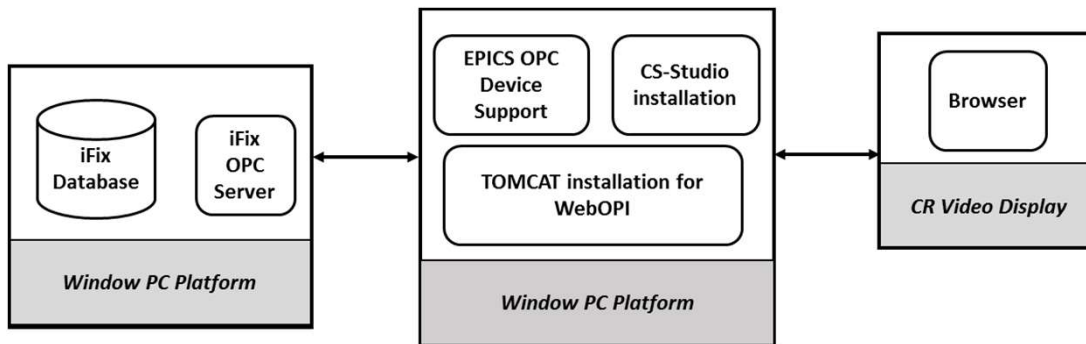 iFix
Database
iFix
OPC
Server
Window PC Platform
EPICS OPC
Device
Support
CS-Studio
installation
TOMCAT installation for
WebOPI
Window PC Platform
Browser
CR Video Display